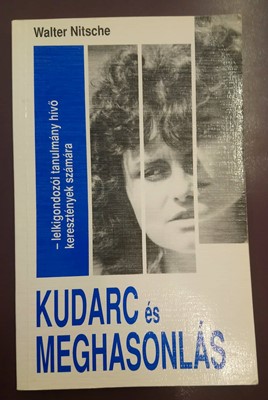 Walter Nitsche
– lelkigondozói tanulmány hívő
keresztények számára
KUDARC és
MEGHASONLÁS